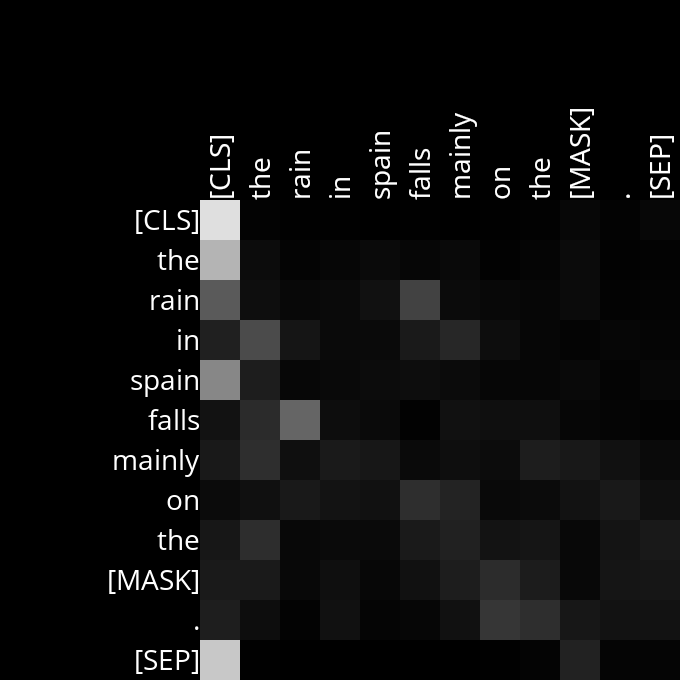 [CLS] the rain in spain falls mainly on the [MASK] . [SEP]
[CLS]
the
rain
in
spain
falls
mainly
on
the
[MASK]
.
[SEP]